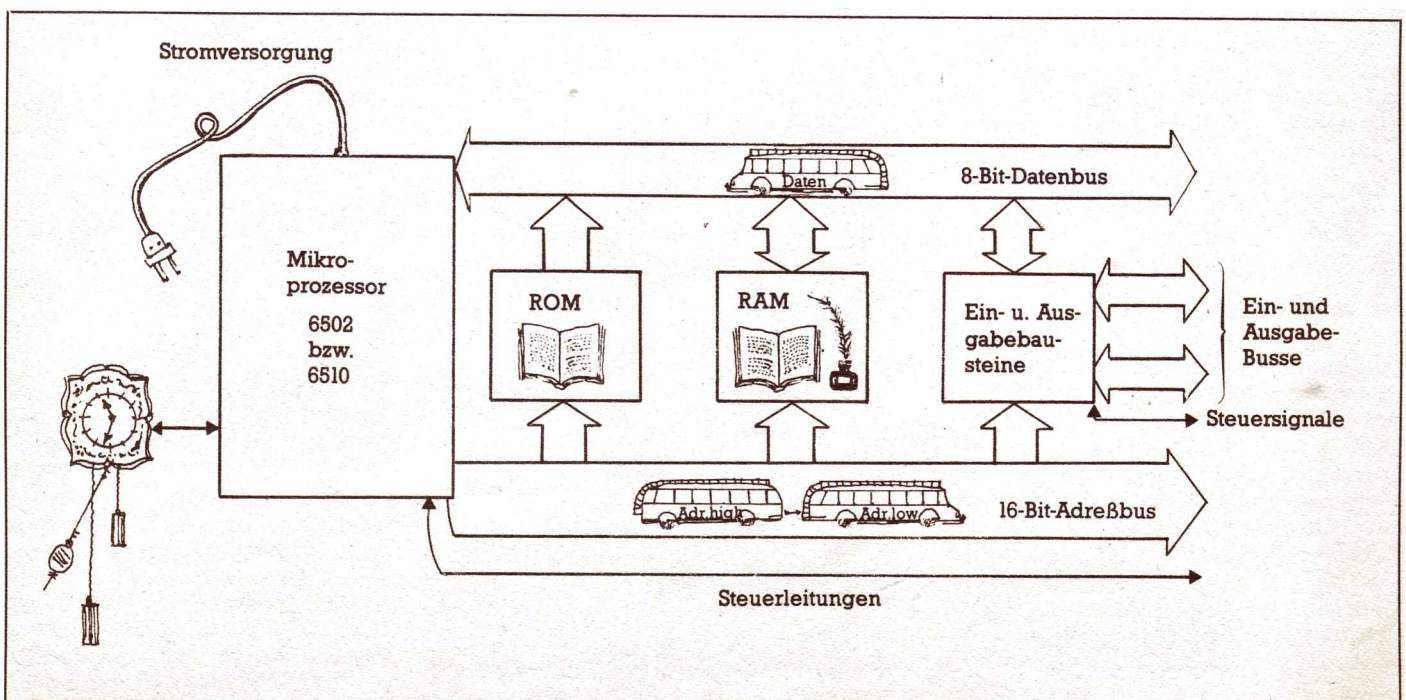 Stromversorgung
Daten
8-Bit-Datenbus
Mikro-
prozessor
6502
bzw.
6510
ROM
RAM
Ein- u. Aus-
gabebau-
steine
Ein- und
Ausgabe-
Busse
Steuersignale
Adr.high
Adr.low
16-Bit-Adreßbus
Steuerleitungen